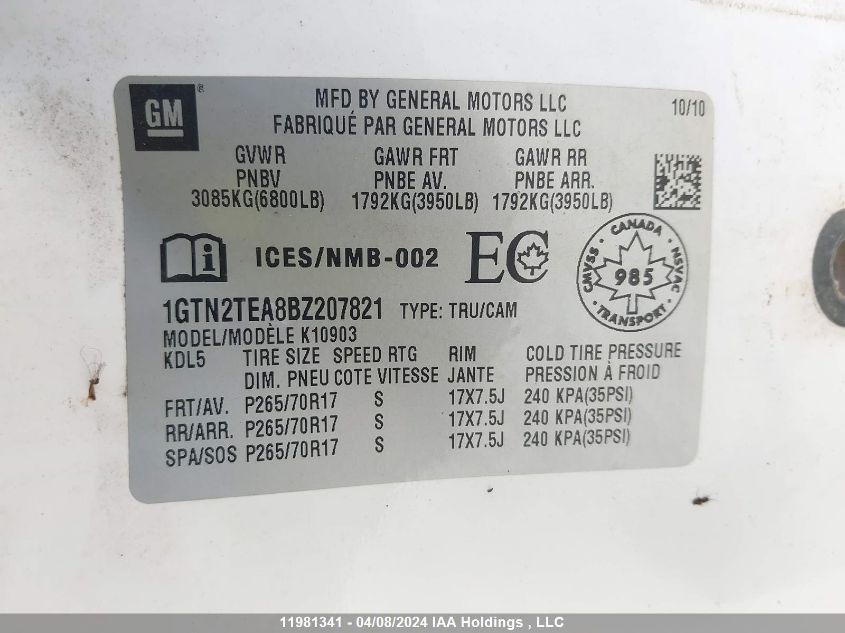 GM ®
MFD BY GENERAL MOTORS LLC 10/10
FABRIQUÉ PAR GENERAL MOTORS LLC
GVWR GAWR FRT GAWR RR
PNBV PNBE AV. PNBE ARR.
3085KG(6800LB) 1792KG(3950LB) 1792KG(3950LB)
i ICES/NMB-002 EC
CANADA
CMVSS 985 NSVAC
TRANSPORT
1GTN2TEA8BZ207821 TYPE: TRU/CAM
MODEL/MODÈLE K10903
KDL5 TIRE SIZE SPEED RTG RIM COLD TIRE PRESSURE
DIM. PNEU COTE VITESSE JANTE PRESSION À FROID
FRT/AV. P265/70R17 S 17X7.5J 240 KPA(35PSI)
RR/ARR. P265/70R17 S 17X7.5J 240 KPA(35PSI)
SPA/SOS P265/70R17 S 17X7.5J 240 KPA(35PSI)
11981341 04/08/2024 IAA Holdings , LLC